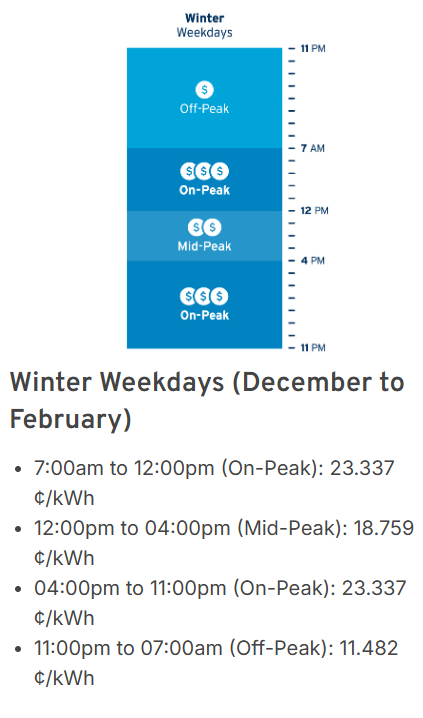 Winter
Weekdays
11 PM
$
Off-Peak
7 AM
$ $ $
On-Peak
12 PM
$ $
Mid-Peak
4 PM
$ $ $
On-Peak
11 PM
Winter Weekdays (December to
February)
• 7:00am to 12:00pm (On-Peak): 23.337
¢/kWh
• 12:00pm to 04:00pm (Mid-Peak): 18.759
¢/kWh
• 04:00pm to 11:00pm (On-Peak): 23.337
¢/kWh
• 11:00pm to 07:00am (Off-Peak): 11.482
¢/kWh